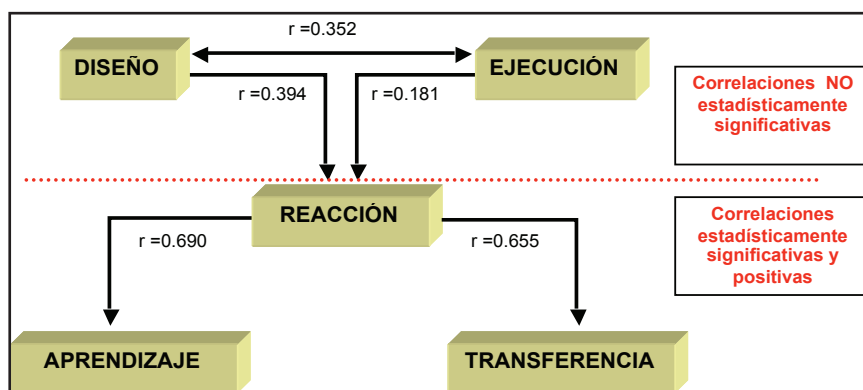 r =0.352
DISEÑO
EJECUCIÓN
r =0.394
r =0.181
Correlaciones NO
estadísticamente
significativas
REACCIÓN
r =0.690
r =0.655
Correlaciones
estadísticamente
significativas y
positivas
APRENDIZAJE
TRANSFERENCIA